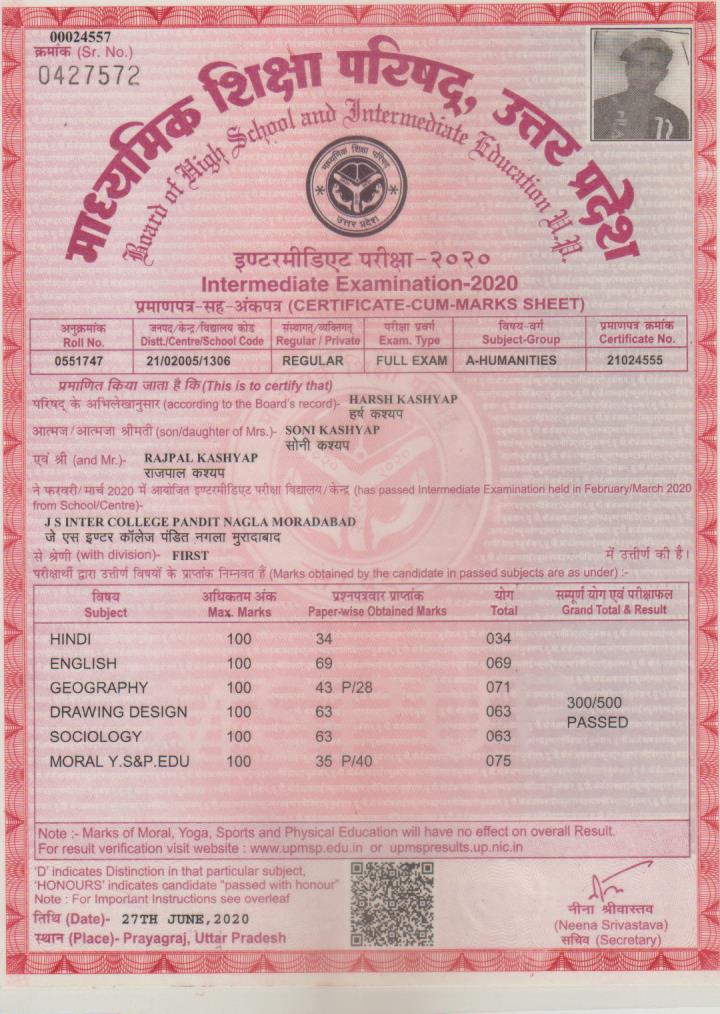 00024557
क्रमांक (Sr. No.)
0427572
माध्यमिक शिक्षा परिषद्, उत्तर प्रदेश
Board of High School and Intermediate Education U.P.
माध्यमिक शिक्षा परिषद
उत्तर प्रदेश
इण्टरमीडिएट परीक्षा-२०२०
Intermediate Examination-2020
प्रमाणपत्र-सह-अंकपत्र (CERTIFICATE-CUM-MARKS SHEET)
अनुक्रमांक जनपद/केन्द्र/विद्यालय कोड संस्थागत/व्यक्तिगत परीक्षा प्रवर्ग विषय-वर्ग प्रमाणपत्र क्रमांक
Roll No. Distt./Centre/School Code Regular / Private Exam. Type Subject-Group Certificate No.
0551747 21/02005/1306 REGULAR FULL EXAM A-HUMANITIES 21024555
प्रमाणित किया जाता है कि (This is to certify that)
परिषद् के अभिलेखानुसार (according to the Board's record)- HARSH KASHYAP
हर्ष कश्यप
आत्मज/आत्मजा श्रीमती (son/daughter of Mrs.)- SONI KASHYAP
सोनी कश्यप
एवं श्री (and Mr.)- RAJPAL KASHYAP
राजपाल कश्यप
ने फरवरी/मार्च 2020 में आयोजित इण्टरमीडिएट परीक्षा विद्यालय/केन्द्र (has passed Intermediate Examination held in February/March 2020
from School/Centre)-
J S INTER COLLEGE PANDIT NAGLA MORADABAD
जे एस इण्टर कॉलेज पंडित नगला मुरादाबाद
से श्रेणी (with division)- FIRST में उत्तीर्ण की है।
परीक्षार्थी द्वारा उत्तीर्ण विषयों के प्राप्तांक निम्नवत हैं (Marks obtained by the candidate in passed subjects are as under) :-
विषय अधिकतम अंक प्रश्नपत्रवार प्राप्तांक योग सम्पूर्ण योग एवं परीक्षाफल
Subject Max. Marks Paper-wise Obtained Marks Total Grand Total & Result
HINDI 100 34 034
ENGLISH 100 69 069
GEOGRAPHY 100 43 P/28 071
300/500
DRAWING DESIGN 100 63 063
PASSED
SOCIOLOGY 100 63 063
MORAL Y.S&P.EDU 100 35 P/40 075
Note :- Marks of Moral, Yoga, Sports and Physical Education will have no effect on overall Result.
For result verification visit website : www.upmsp.edu.in or upmspresults.up.nic.in
'D' indicates Distinction in that particular subject,
'HONOURS' indicates candidate "passed with honour"
Note : For Important Instructions see overleaf
तिथि (Date)- 27TH JUNE,2020
स्थान (Place)- Prayagraj, Uttar Pradesh
नीना श्रीवास्तव
(Neena Srivastava)
सचिव (Secretary)